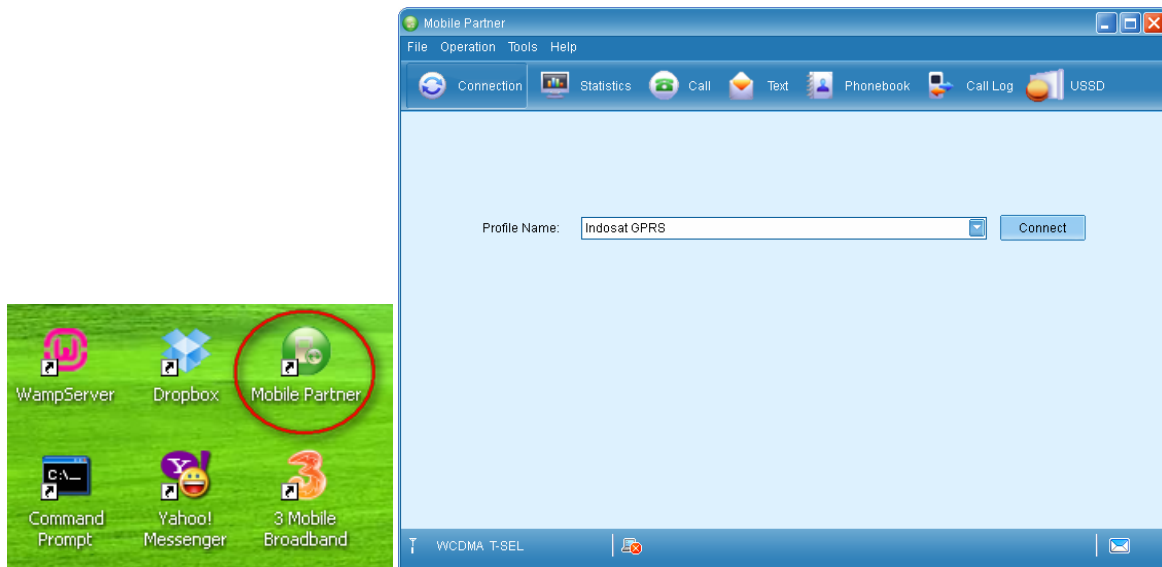 Mobile Partner
File Operation Tools Help
Connection Statistics Call Text Phonebook Call Log USSD
Profile Name: Indosat GPRS Connect
WCDMA T-SEL
WampServer Dropbox Mobile Partner
C:\_
Command Prompt
Yahoo! Messenger
3 Mobile Broadband